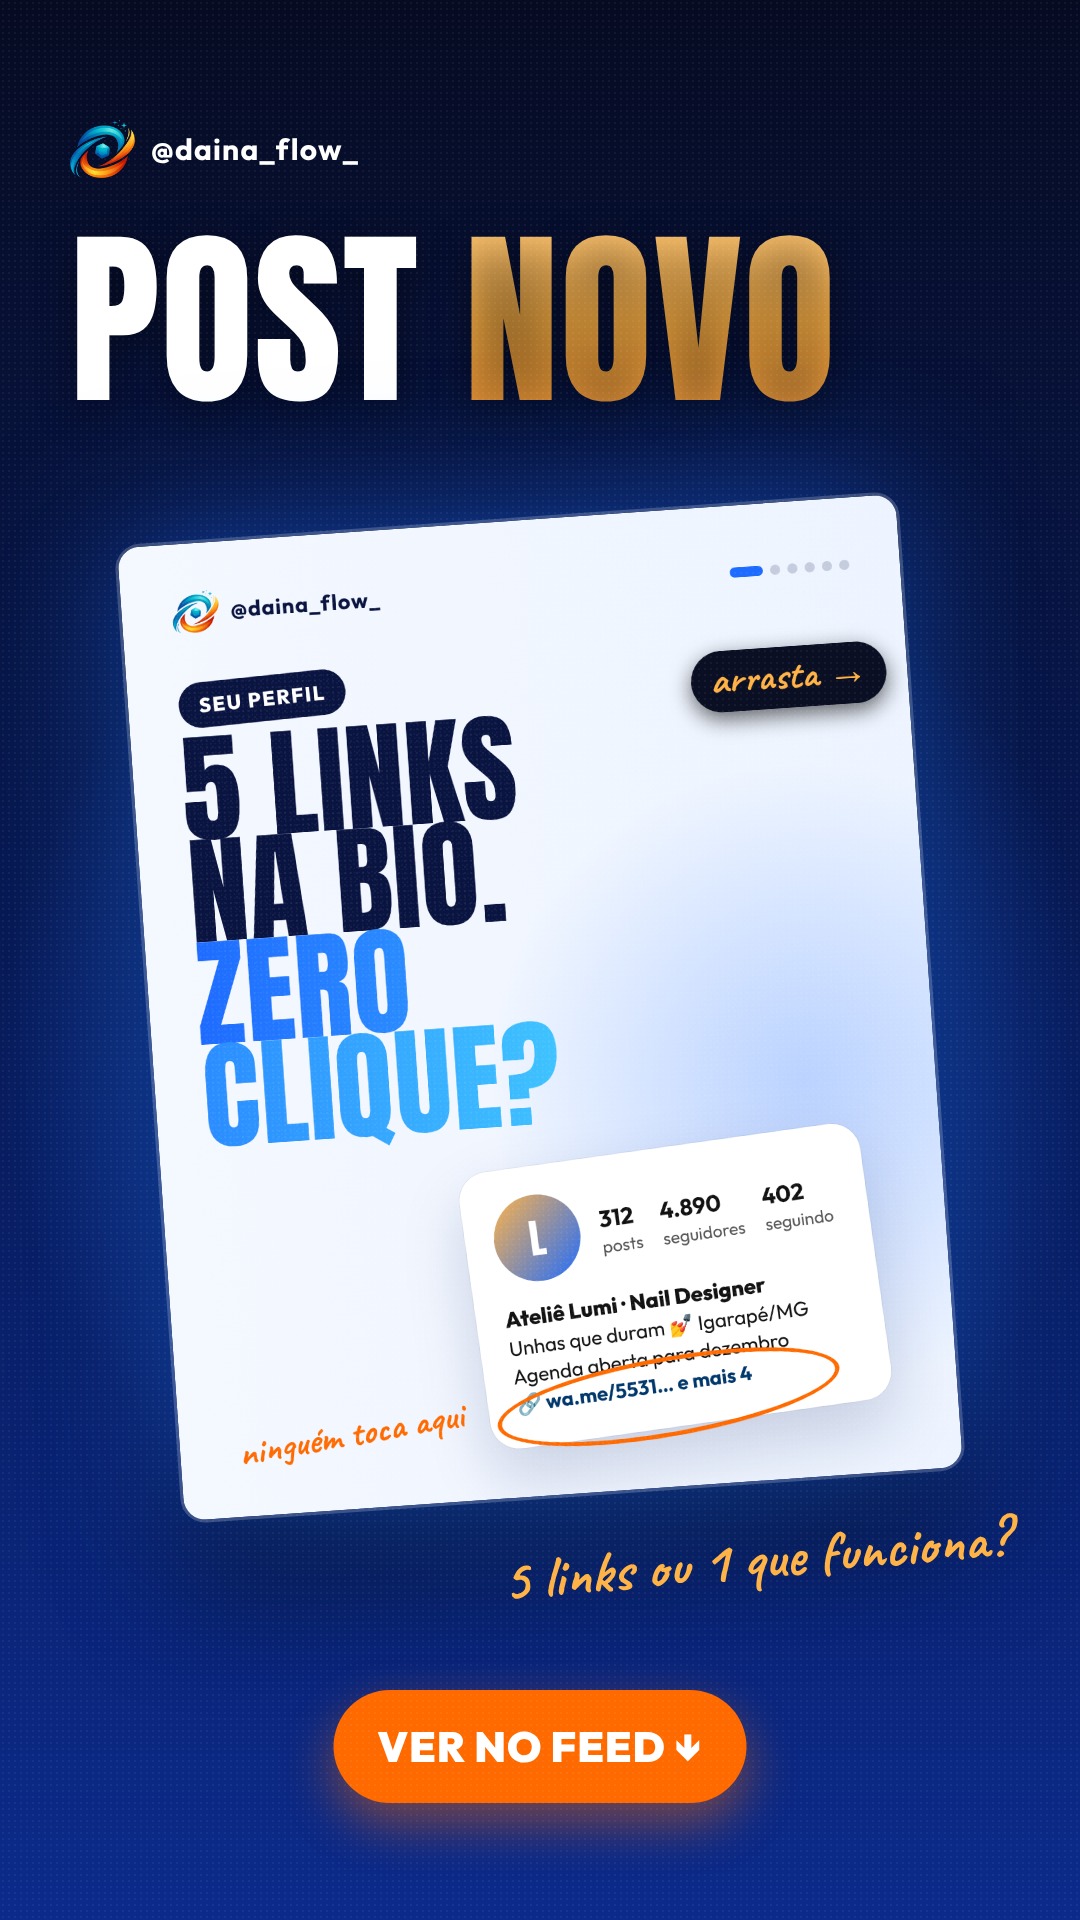 @daina_flow_
POST NOVO
@daina_flow_
arrasta →
SEU PERFIL
5 LINKS
NA BIO.
ZERO
CLIQUE?
L
312 4.890 402
posts seguidores seguindo
Ateliê Lumi · Nail Designer
Unhas que duram 💅 Igarapé/MG
Agenda aberta para dezembro
🔗 wa.me/5531... e mais 4
ninguém toca aqui
5 links ou 1 que funciona?
VER NO FEED ↓